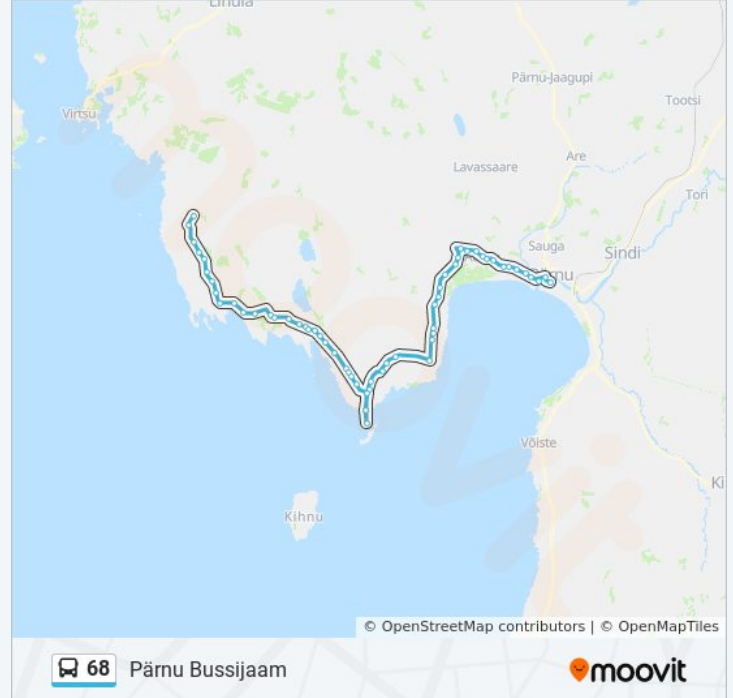 Lihula
Pärnu-Jaagupi
Virtsu
Tootsi
Are
Lavassaare
Tori
Sauga
Sindi
Pärnu
Võiste
Kihnu
© OpenStreetMap contributors | © OpenMapTiles
68 Pärnu Bussijaam
moovit